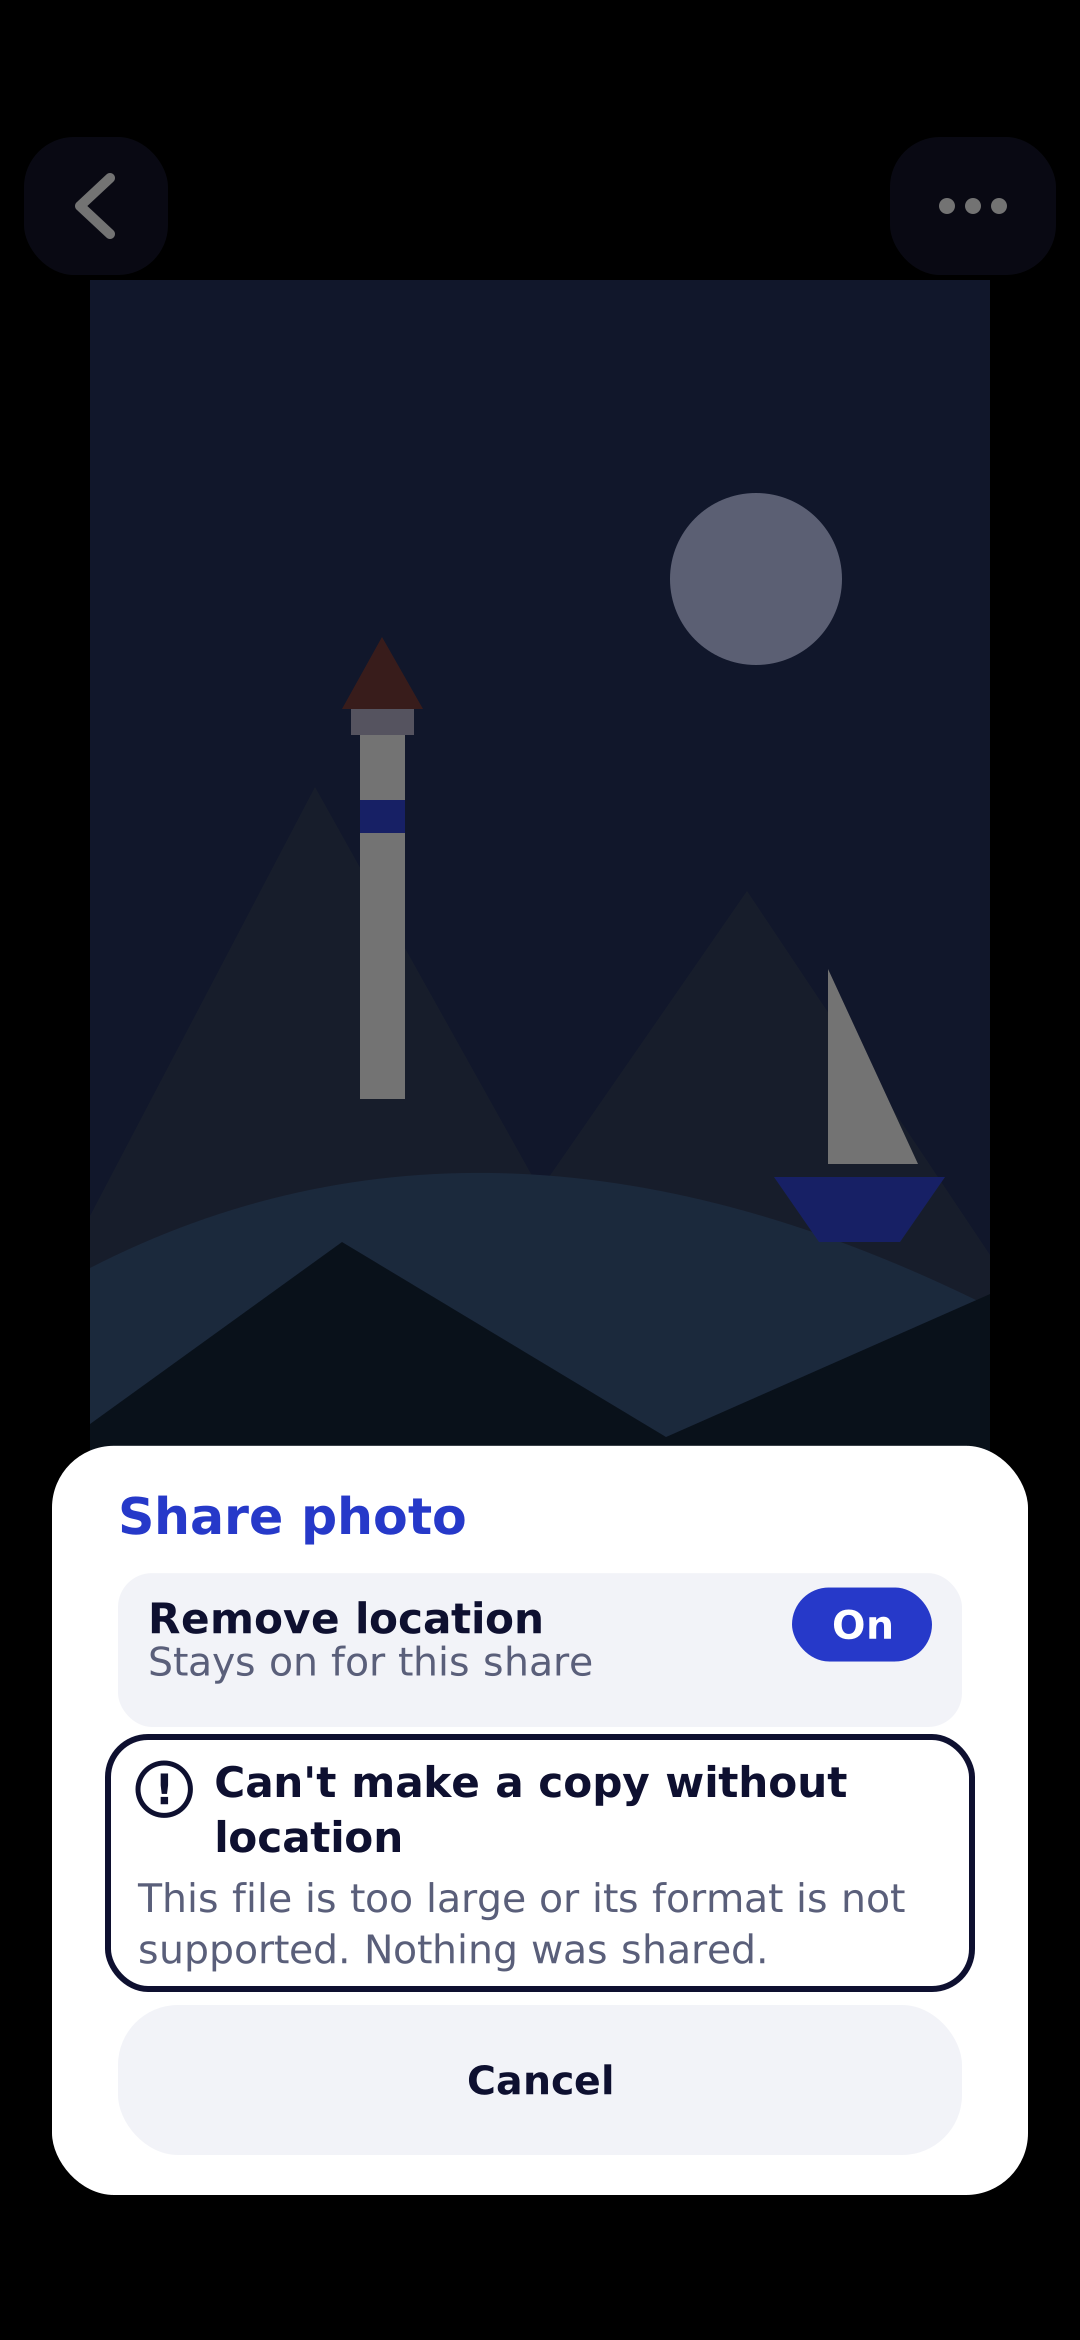 Share photo
Remove location
On
Stays on for this share
!
Can't make a copy without
location
This file is too large or its format is not
supported. Nothing was shared.
Cancel